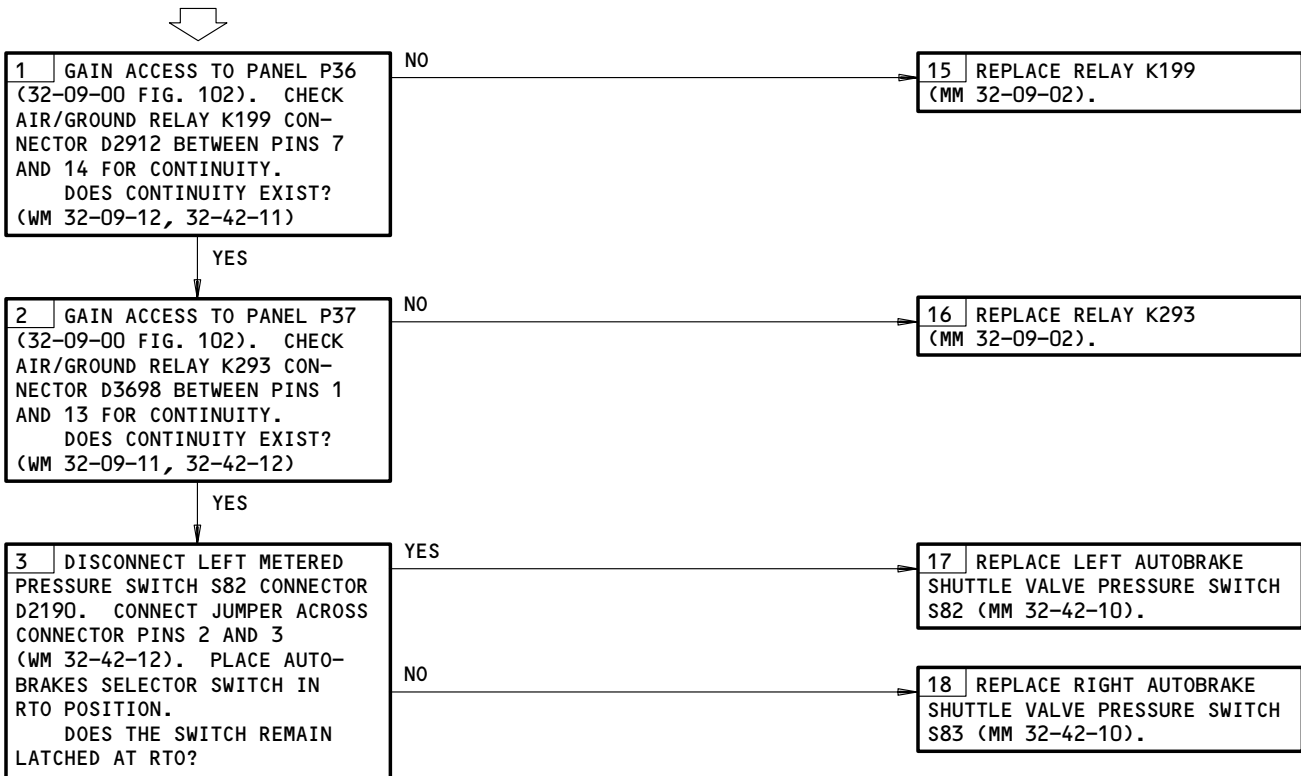 1 GAIN ACCESS TO PANEL P36
(32-09-00 FIG. 102). CHECK
AIR/GROUND RELAY K199 CON-
NECTOR D2912 BETWEEN PINS 7
AND 14 FOR CONTINUITY.
DOES CONTINUITY EXIST?
(WM 32-09-12, 32-42-11)
NO
15 REPLACE RELAY K199
(MM 32-09-02).
YES
2 GAIN ACCESS TO PANEL P37
(32-09-00 FIG. 102). CHECK
AIR/GROUND RELAY K293 CON-
NECTOR D3698 BETWEEN PINS 1
AND 13 FOR CONTINUITY.
DOES CONTINUITY EXIST?
(WM 32-09-11, 32-42-12)
NO
16 REPLACE RELAY K293
(MM 32-09-02).
YES
3 DISCONNECT LEFT METERED
PRESSURE SWITCH S82 CONNECTOR
D2190. CONNECT JUMPER ACROSS
CONNECTOR PINS 2 AND 3
(WM 32-42-12). PLACE AUTO-
BRAKES SELECTOR SWITCH IN
RTO POSITION.
DOES THE SWITCH REMAIN
LATCHED AT RTO?
YES
17 REPLACE LEFT AUTOBRAKE
SHUTTLE VALVE PRESSURE SWITCH
S82 (MM 32-42-10).
NO
18 REPLACE RIGHT AUTOBRAKE
SHUTTLE VALVE PRESSURE SWITCH
S83 (MM 32-42-10).